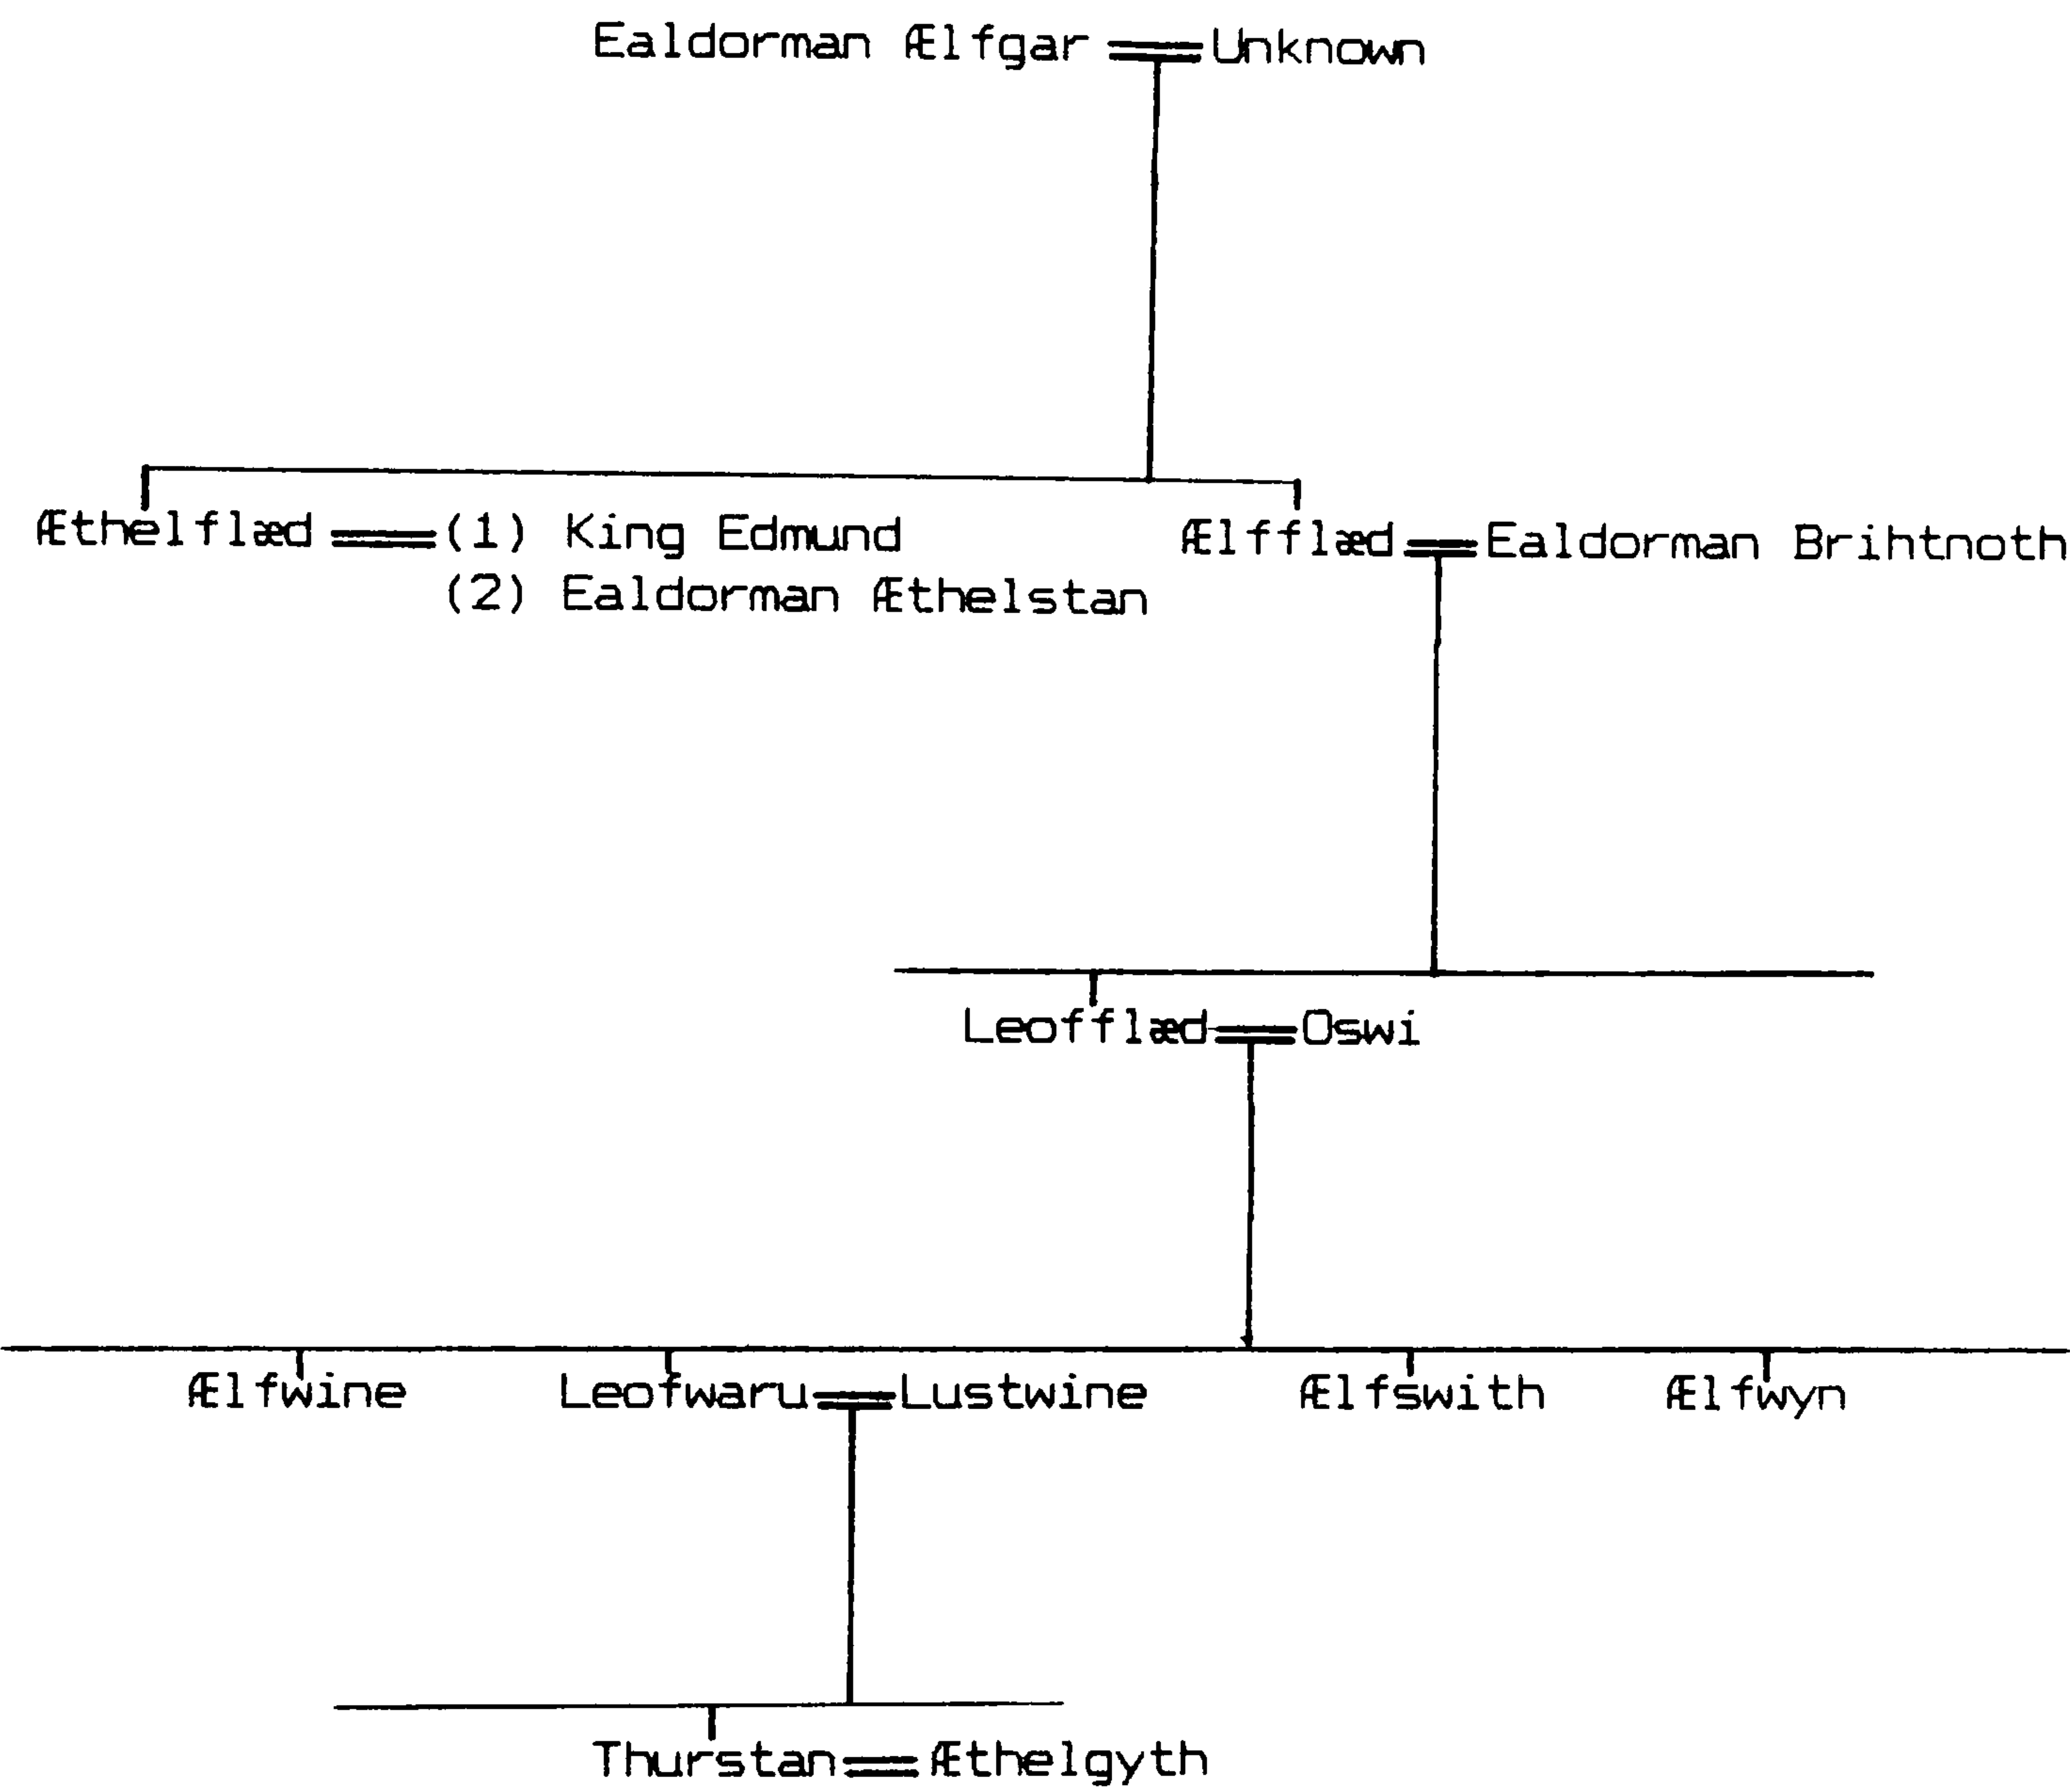 Ealdorman Ælfgar Unknown
Æthelflæd (1) King Edmund Ælfflæd Ealdorman Brihtnoth
(2) Ealdorman Æthelstan
Leofflæd Oswi
Ælfwine Leofwaru Lustwine Ælfswith Ælfwyn
Thurstan Æthelgyth